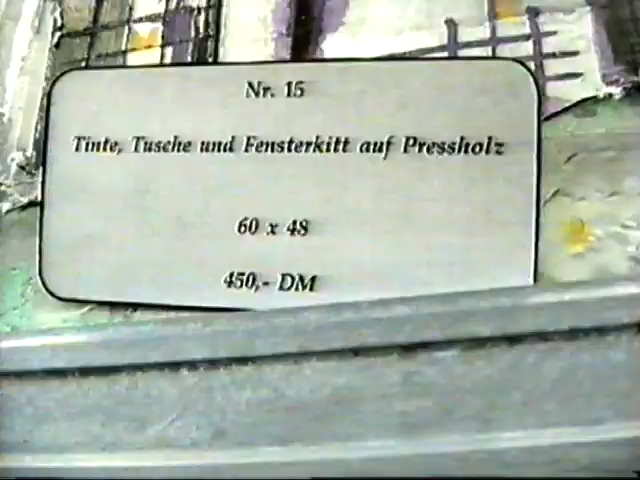 Nr. 15
Tinte, Tusche und Fensterkitt auf Pressholz
60 x 48
450,- DM